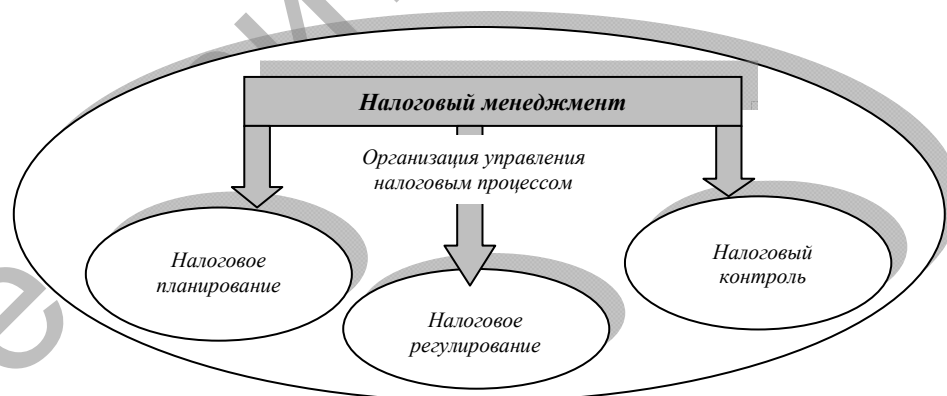 Налоговый менеджмент
Организация управления
налоговым процессом
Налоговое
планирование
Налоговый
контроль
Налоговое
регулирование